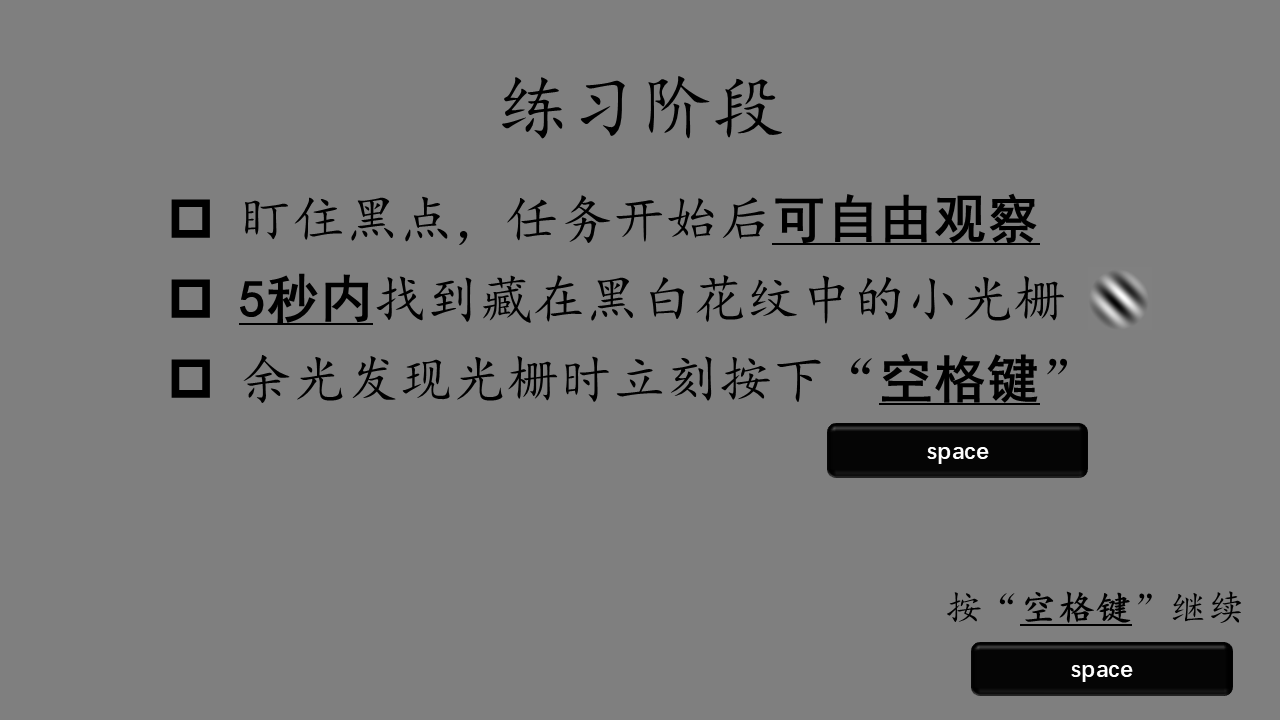 练习阶段
盯住黑点，任务开始后可自由观察
5秒内找到藏在黑白花纹中的小光栅
余光发现光栅时立刻按下“空格键”
space
按“空格键”继续
space